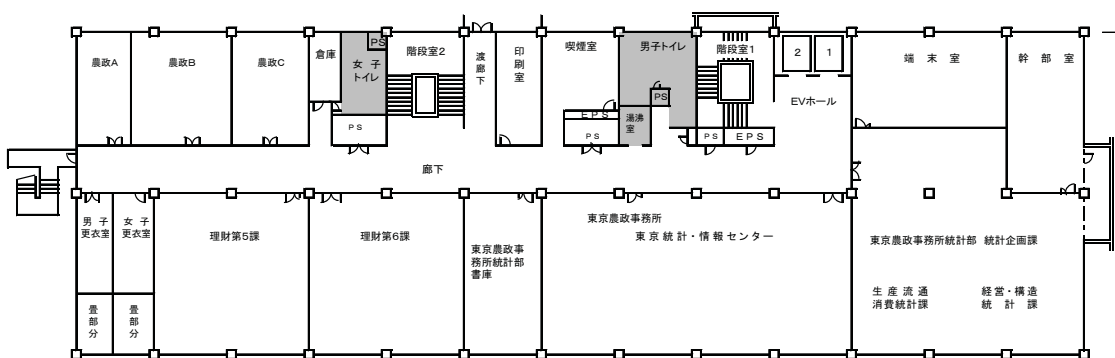 農政A
農政B
農政C
倉庫
女子
トイレ
PS
階段室2
PS
渡廊下
印刷室
喫煙室
EPS
PS
男子トイレ
PS
湯沸
室
階段室1
PS
EPS
2
1
EVホール
端末室
幹部室
廊下
男子
更衣室
女子
更衣室
畳部分
畳部分
理財第5課
理財第6課
東京農政事
務所統計部
書庫
東京農政事務所
東京統計・情報センター
東京農政事務所統計部 統計企画課
生産流通
消費統計課
経営・構造
統計課